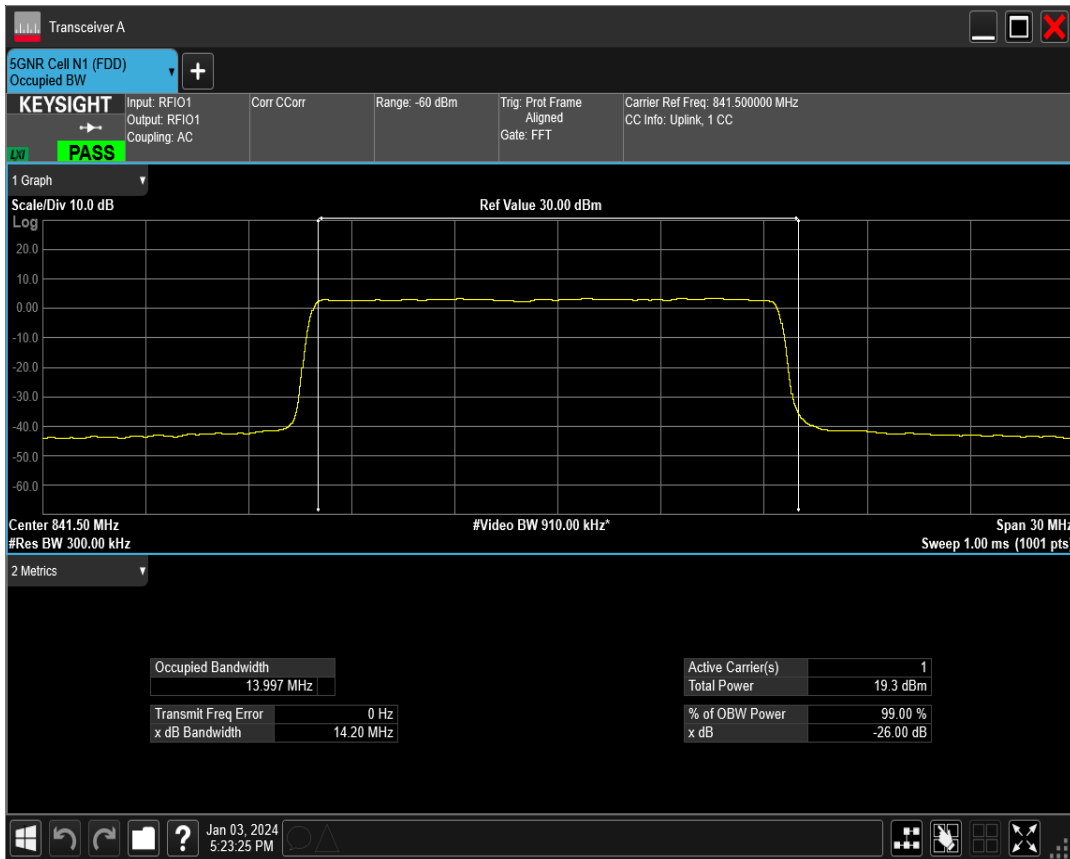 Transceiver A
5GNR Cell N1 (FDD)
Occupied BW
KEYSIGHT
LXI
PASS
Input: RFIO1
Output: RFIO1
Coupling: AC
Corr CCorr
Range: -60 dBm
Trig: Prot Frame
Aligned
Gate: FFT
Carrier Ref Freq: 841.500000 MHz
CC Info: Uplink, 1 CC
1 Graph
Scale/Div 10.0 dB
Ref Value 30.00 dBm
Log
20.0
10.0
0.00
-10.0
-20.0
-30.0
-40.0
-50.0
-60.0
Center 841.50 MHz
#Video BW 910.00 kHz*
Span 30 MHz
#Res BW 300.00 kHz
Sweep 1.00 ms (1001 pts)
2 Metrics
Occupied Bandwidth
13.997 MHz
Transmit Freq Error 0 Hz
x dB Bandwidth 14.20 MHz
Active Carrier(s) 1
Total Power 19.3 dBm
% of OBW Power 99.00 %
x dB -26.00 dB
?
Jan 03, 2024
5:23:25 PM